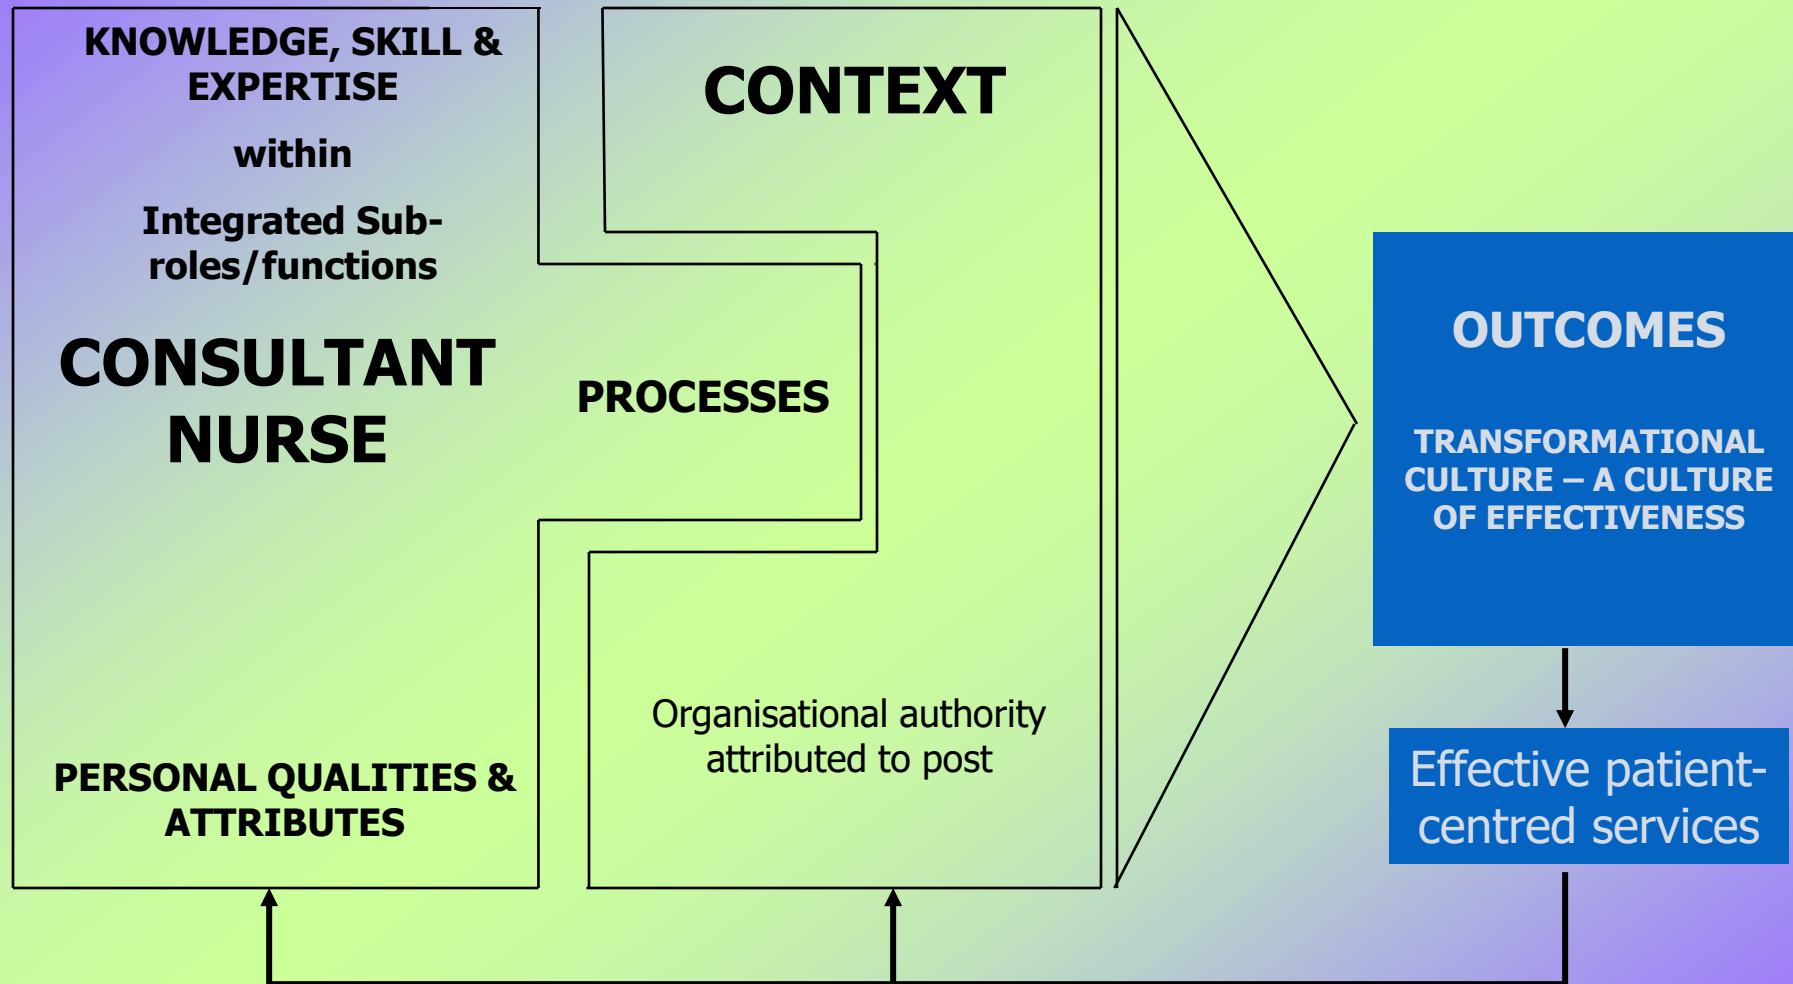 KNOWLEDGE, SKILL &
EXPERTISE
within
Integrated Sub-
roles/functions
CONSULTANT
NURSE
PERSONAL QUALITIES &
ATTRIBUTES
PROCESSES
CONTEXT
Organisational authority
attributed to post
OUTCOMES
TRANSFORMATIONAL
CULTURE – A CULTURE
OF EFFECTIVENESS
Effective patient-
centred services